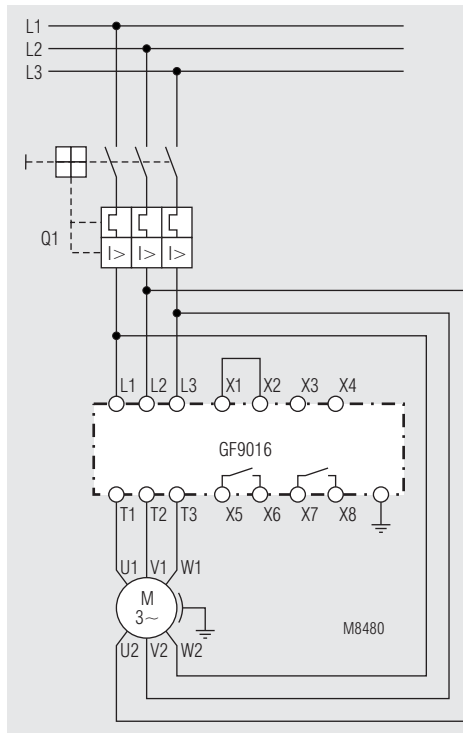 L1
L2
L3
Q1
I> I> I>
L1 L2 L3 X1 X2 X3 X4
GF9016
T1 T2 T3 X5 X6 X7 X8
U1 V1 W1
M
3~
M8480
U2 V2 W2